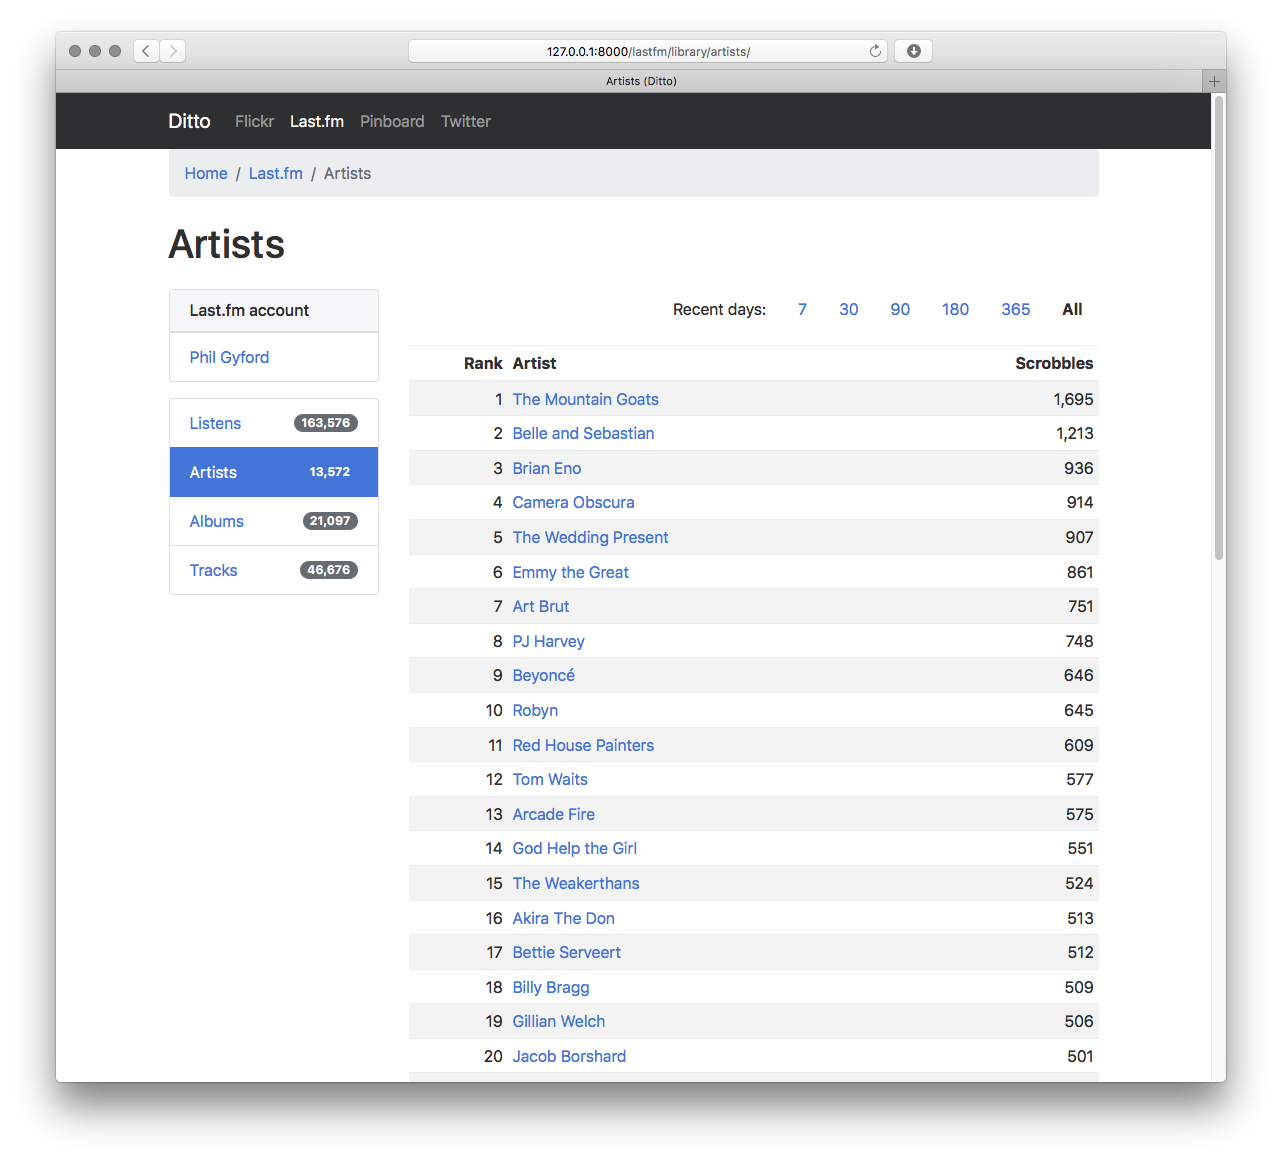 127.0.0.1:8000/lastfm/library/artists/
Artists (Ditto)
Ditto Flickr Last.fm Pinboard Twitter
Home / Last.fm / Artists
Artists
Last.fm account
Phil Gyford
Listens 163,576
Artists 13,572
Albums 21,097
Tracks 46,676
Recent days: 7 30 90 180 365 All
Rank Artist Scrobbles
1 The Mountain Goats 1,695
2 Belle and Sebastian 1,213
3 Brian Eno 936
4 Camera Obscura 914
5 The Wedding Present 907
6 Emmy the Great 861
7 Art Brut 751
8 PJ Harvey 748
9 Beyoncé 646
10 Robyn 645
11 Red House Painters 609
12 Tom Waits 577
13 Arcade Fire 575
14 God Help the Girl 551
15 The Weakerthans 524
16 Akira The Don 513
17 Bettie Serveert 512
18 Billy Bragg 509
19 Gillian Welch 506
20 Jacob Borshard 501